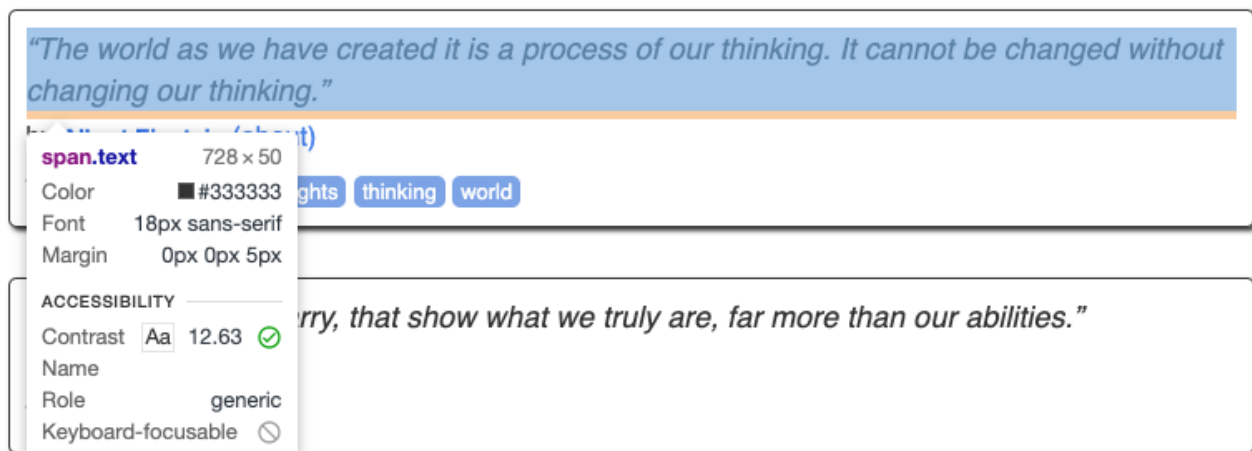 “The world as we have created it is a process of our thinking. It cannot be changed without
changing our thinking.”
span.text 728 × 50
Color #333333
Font 18px sans-serif
Margin 0px 0px 5px
ACCESSIBILITY
Contrast Aa 12.63
Name
Role generic
Keyboard-focusable
thinking world
that show what we truly are, far more than our abilities.”